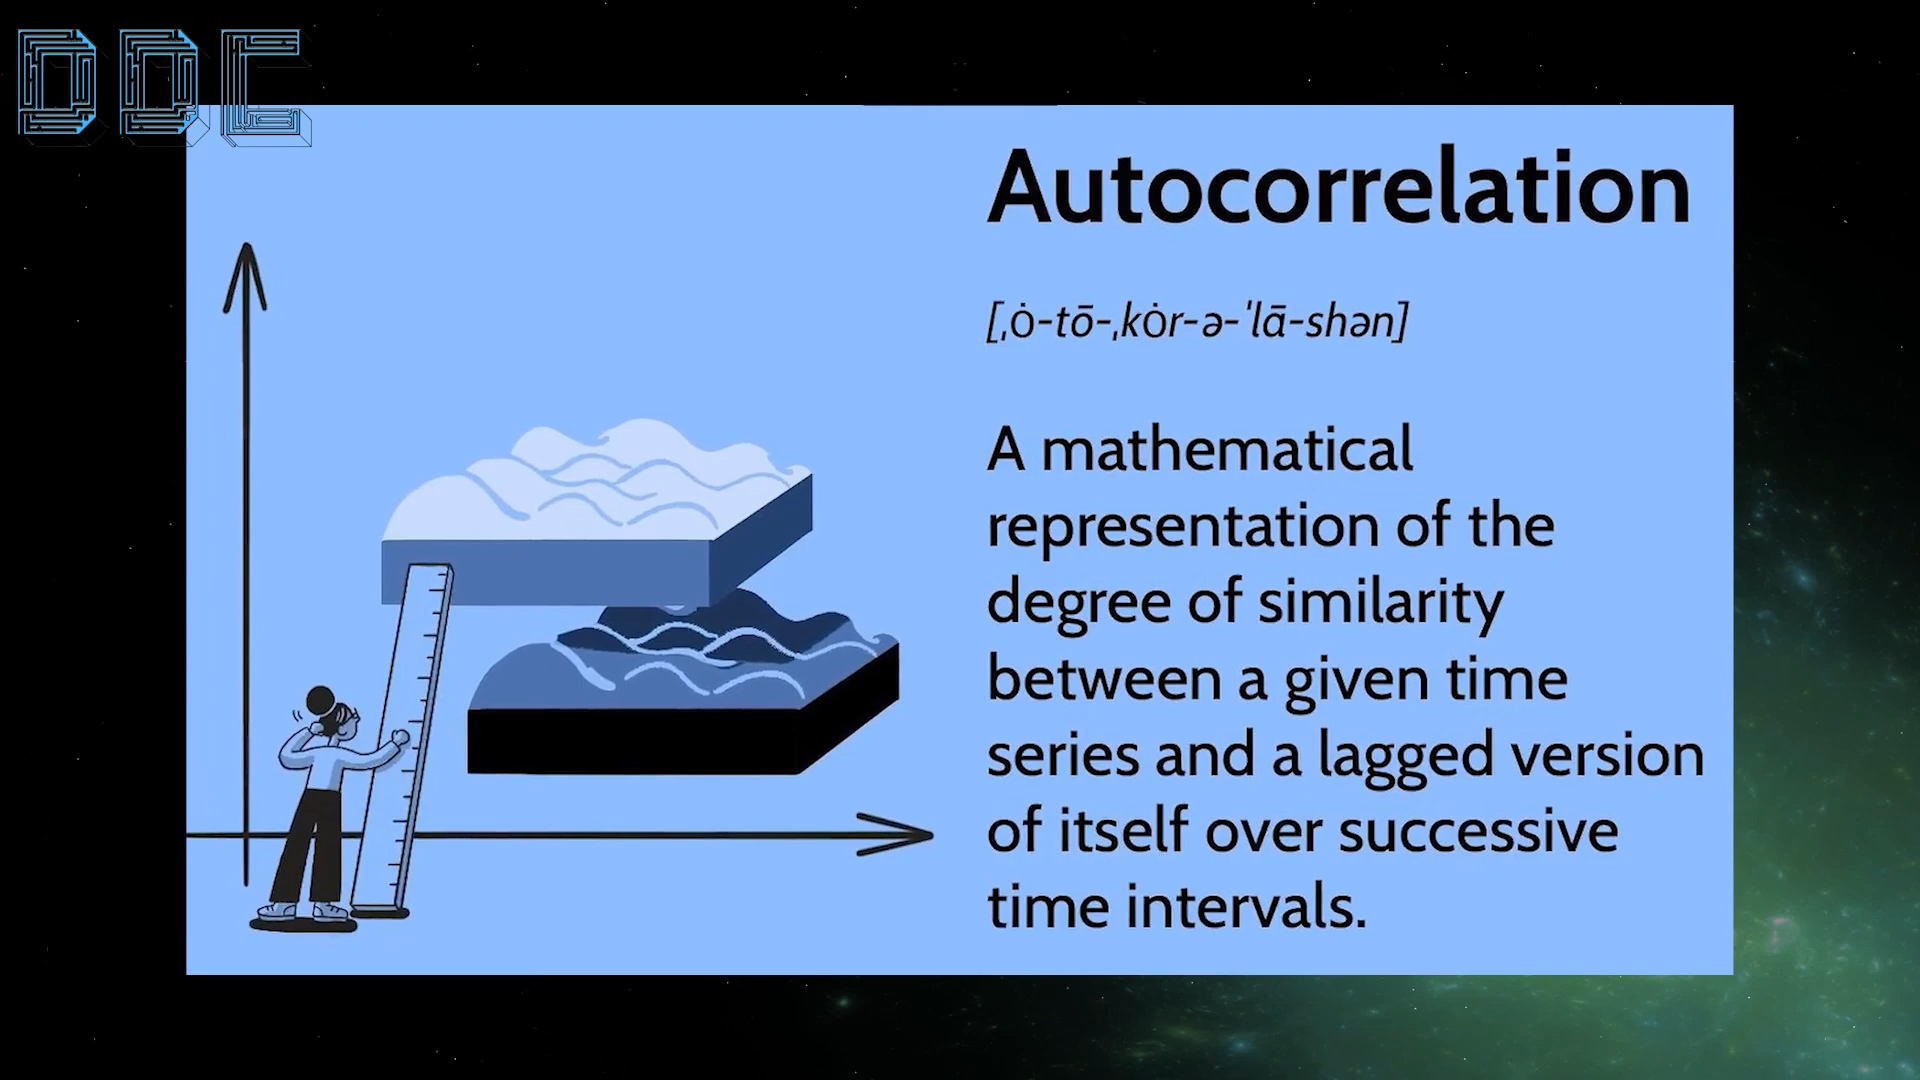 DDC
Autocorrelation
[ˌȯ-tō-ˌkȯr-ə-ˈlā-shən]
A mathematical
representation of the
degree of similarity
between a given time
series and a lagged version
of itself over successive
time intervals.